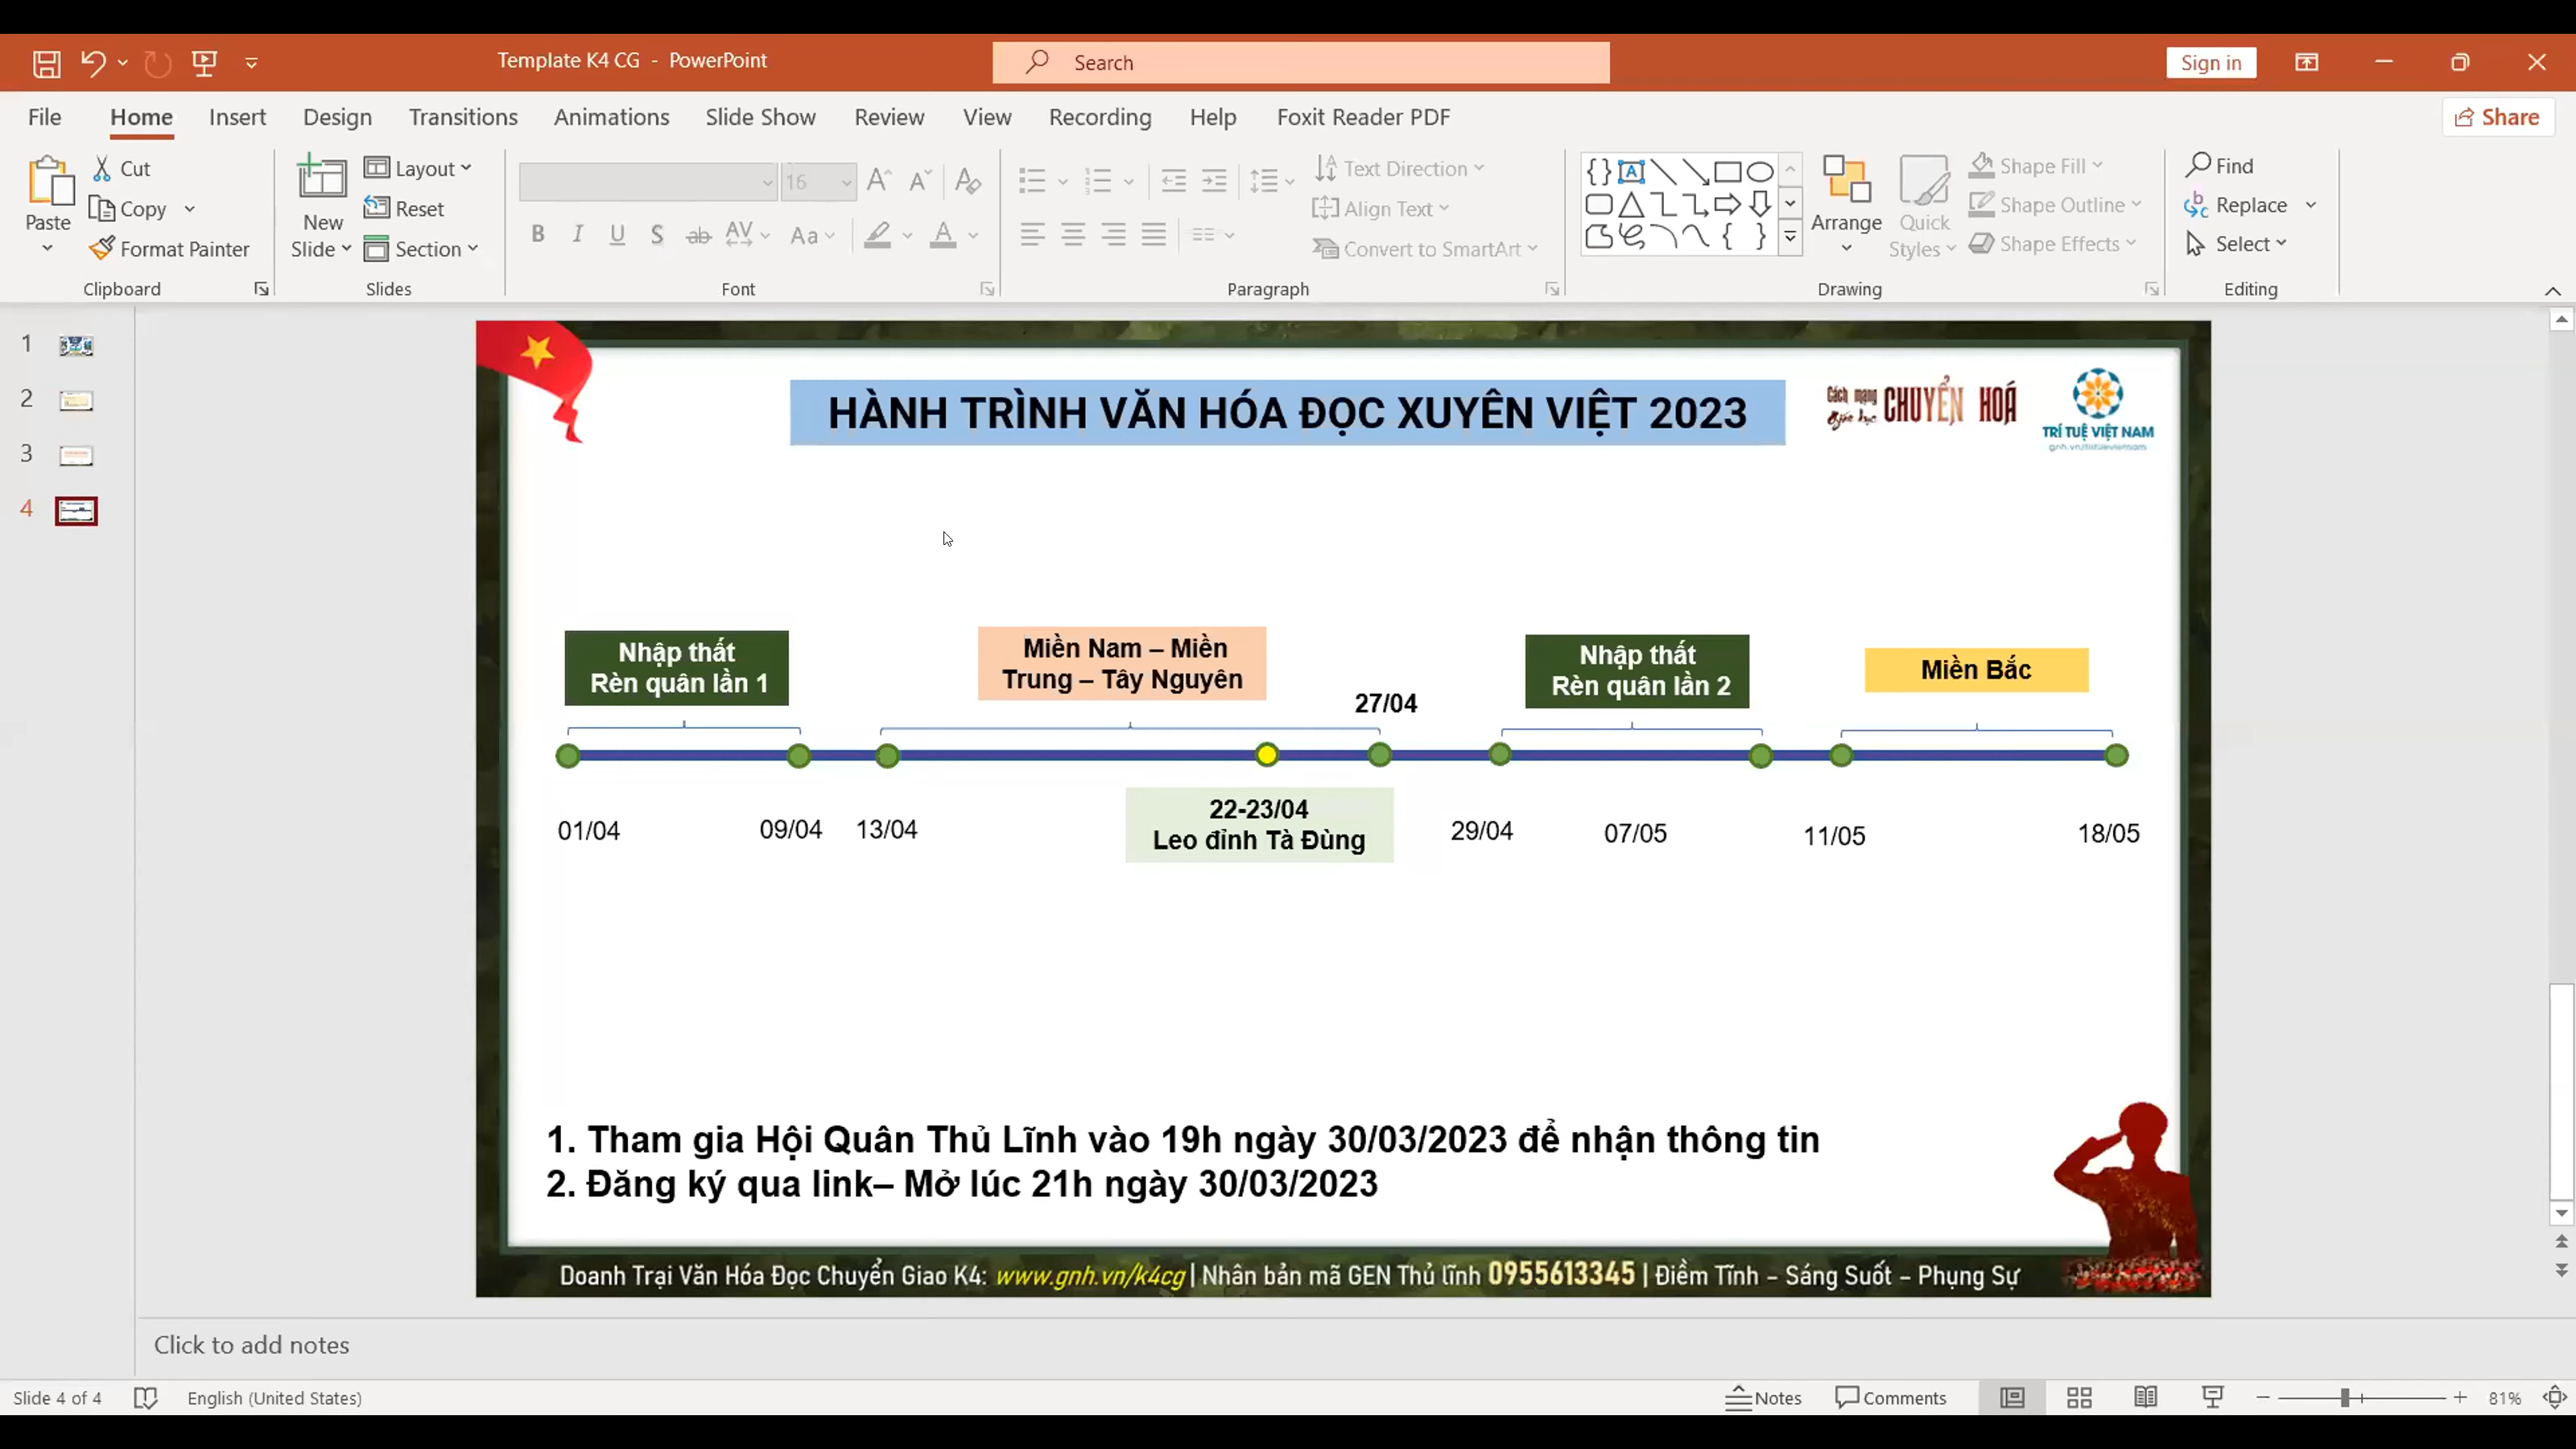 Template K4 CG - PowerPoint
Search
Sign in
File Home Insert Design Transitions Animations Slide Show Review View Recording Help Foxit Reader PDF
Share
Paste
Cut
Copy
Format Painter
Clipboard
New Slide
Layout
Reset
Section
Slides
16
Font
Text Direction
Align Text
Convert to SmartArt
Paragraph
Arrange
Quick Styles
Shape Fill
Shape Outline
Shape Effects
Drawing
Find
Replace
Select
Editing
1
2
3
4
HÀNH TRÌNH VĂN HÓA ĐỌC XUYÊN VIỆT 2023
Cách mạng
CHUYỂN HOÁ
TRÍ TUỆ VIỆT NAM
gnh.vn/trituevietnam
Nhập thất
Rèn quân lần 1
Miền Nam – Miền
Trung – Tây Nguyên
27/04
Nhập thất
Rèn quân lần 2
Miền Bắc
01/04
09/04
13/04
22-23/04
Leo đỉnh Tà Đùng
29/04
07/05
11/05
18/05
1. Tham gia Hội Quân Thủ Lĩnh vào 19h ngày 30/03/2023 để nhận thông tin
2. Đăng ký qua link– Mở lúc 21h ngày 30/03/2023
Doanh Trại Văn Hóa Đọc Chuyển Giao K4: www.gnh.vn/k4cg | Nhân bản mã GEN Thủ lĩnh 0955613345 | Điềm Tĩnh – Sáng Suốt – Phụng Sự
Click to add notes
Slide 4 of 4
English (United States)
Notes
Comments
81%